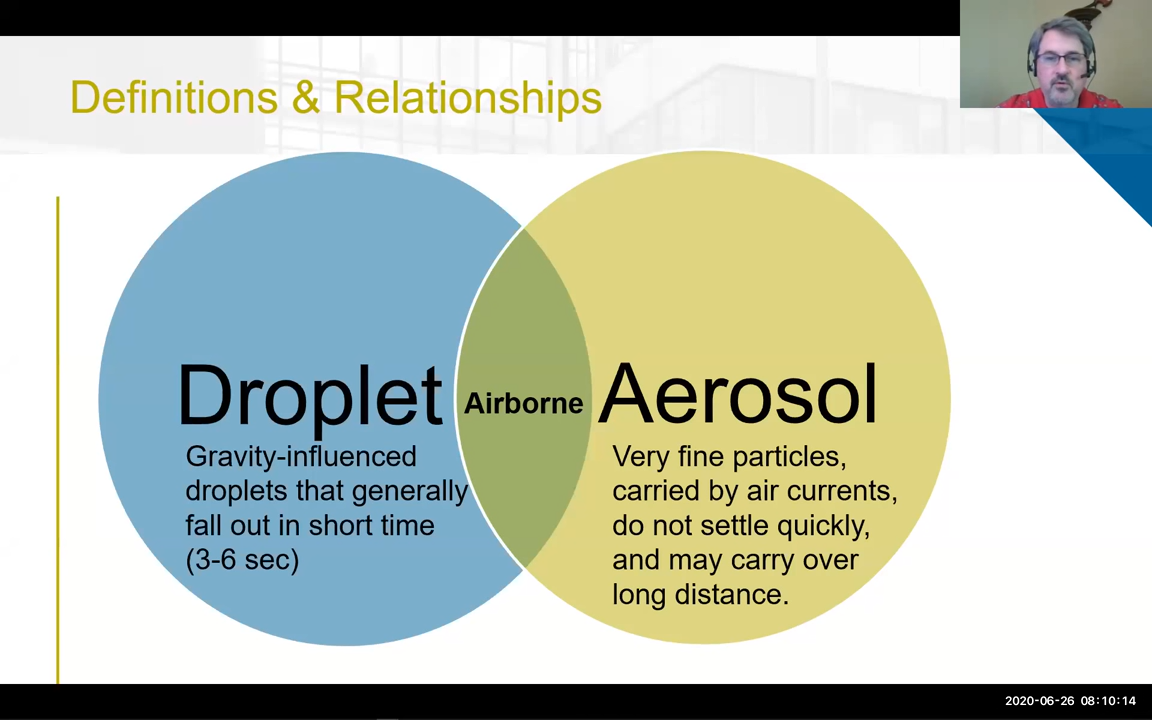 Definitions & Relationships
Droplet
Gravity-influenced
droplets that generally
fall out in short time
(3-6 sec)
Airborne
Aerosol
Very fine particles,
carried by air currents,
do not settle quickly,
and may carry over
long distance.
2020-06-26 08:10:14